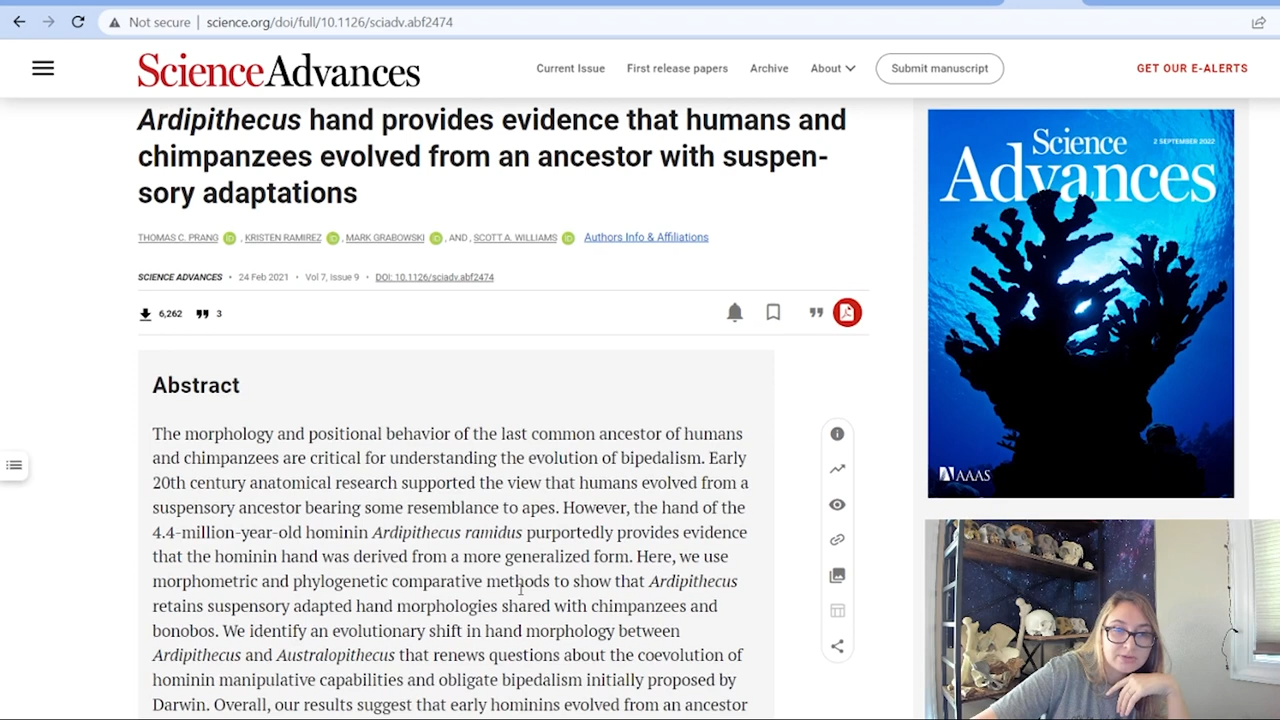 Not secure | science.org/doi/full/10.1126/sciadv.abf2474
ScienceAdvances
Current Issue First release papers Archive About Submit manuscript GET OUR E-ALERTS
Ardipithecus hand provides evidence that humans and
chimpanzees evolved from an ancestor with suspen-
sory adaptations
THOMAS C. PRANG, KRISTEN RAMIREZ, MARK GRABOWSKI, AND, SCOTT A. WILLIAMS Authors Info & Affiliations
SCIENCE ADVANCES • 24 Feb 2021 • Vol 7, Issue 9 • DOI: 10.1126/sciadv.abf2474
6,262 3
Abstract
The morphology and positional behavior of the last common ancestor of humans
and chimpanzees are critical for understanding the evolution of bipedalism. Early
20th century anatomical research supported the view that humans evolved from a
suspensory ancestor bearing some resemblance to apes. However, the hand of the
4.4-million-year-old hominin Ardipithecus ramidus purportedly provides evidence
that the hominin hand was derived from a more generalized form. Here, we use
morphometric and phylogenetic comparative methods to show that Ardipithecus
retains suspensory adapted hand morphologies shared with chimpanzees and
bonobos. We identify an evolutionary shift in hand morphology between
Ardipithecus and Australopithecus that renews questions about the coevolution of
hominin manipulative capabilities and obligate bipedalism initially proposed by
Darwin. Overall, our results suggest that early hominins evolved from an ancestor
Science
2 SEPTEMBER 2022
Advances
AAAS